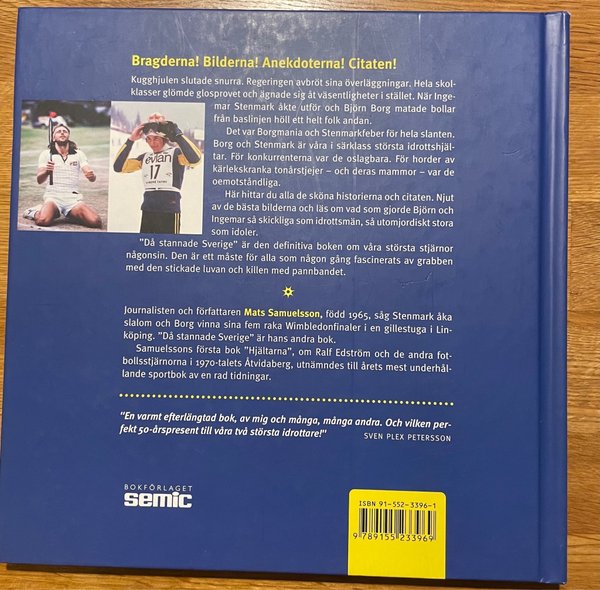 Bragderna! Bilderna! Anekdoterna! Citaten!
Kugghjulen slutade snurra. Regeringen avbröt sina överläggningar. Hela skol-
klasser glömde glosprovet och ägnade sig åt väsentligheter i stället. När Inge-
mar Stenmark åkte utför och Björn Borg matade bollar
från baslinjen höll ett helt folk andan.
Det var Borgmania och Stenmarkfeber för hela slanten.
Borg och Stenmark är våra i särklass största idrottshjäl-
tar. För konkurrenterna var de oslagbara. För horder av
kärlekskranka tonårstjejer – och deras mammor – var de
oemotståndliga.
Här hittar du alla de sköna historierna och citaten. Njut
av de bästa bilderna och läs om vad som gjorde Björn och
Ingemar så skickliga som idrottsmän, så utomjordiskt stora
som idoler.
"Då stannade Sverige" är den definitiva boken om våra största stjärnor
någonsin. Den är ett måste för alla som någon gång fascinerats av grabben
med den stickade luvan och killen med pannbandet.
evian
17
Journalisten och författaren Mats Samuelsson, född 1965, såg Stenmark åka
slalom och Borg vinna sina fem raka Wimbledonfinaler i en gillestuga i Lin-
köping. "Då stannade Sverige" är hans andra bok.
Samuelssons första bok "Hjältarna", om Ralf Edström och de andra fot-
bollsstjärnorna i 1970-talets Åtvidaberg, utnämndes till årets mest underhål-
lande sportbok av en rad tidningar.
"En varmt efterlängtad bok, av mig och många, många andra. Och vilken per-
fekt 50-årspresent till våra två största idrottare!"
SVEN PLEX PETERSSON
BOKFÖRLAGET
semic
ISBN 91-552-3396-1
9 789155 233969